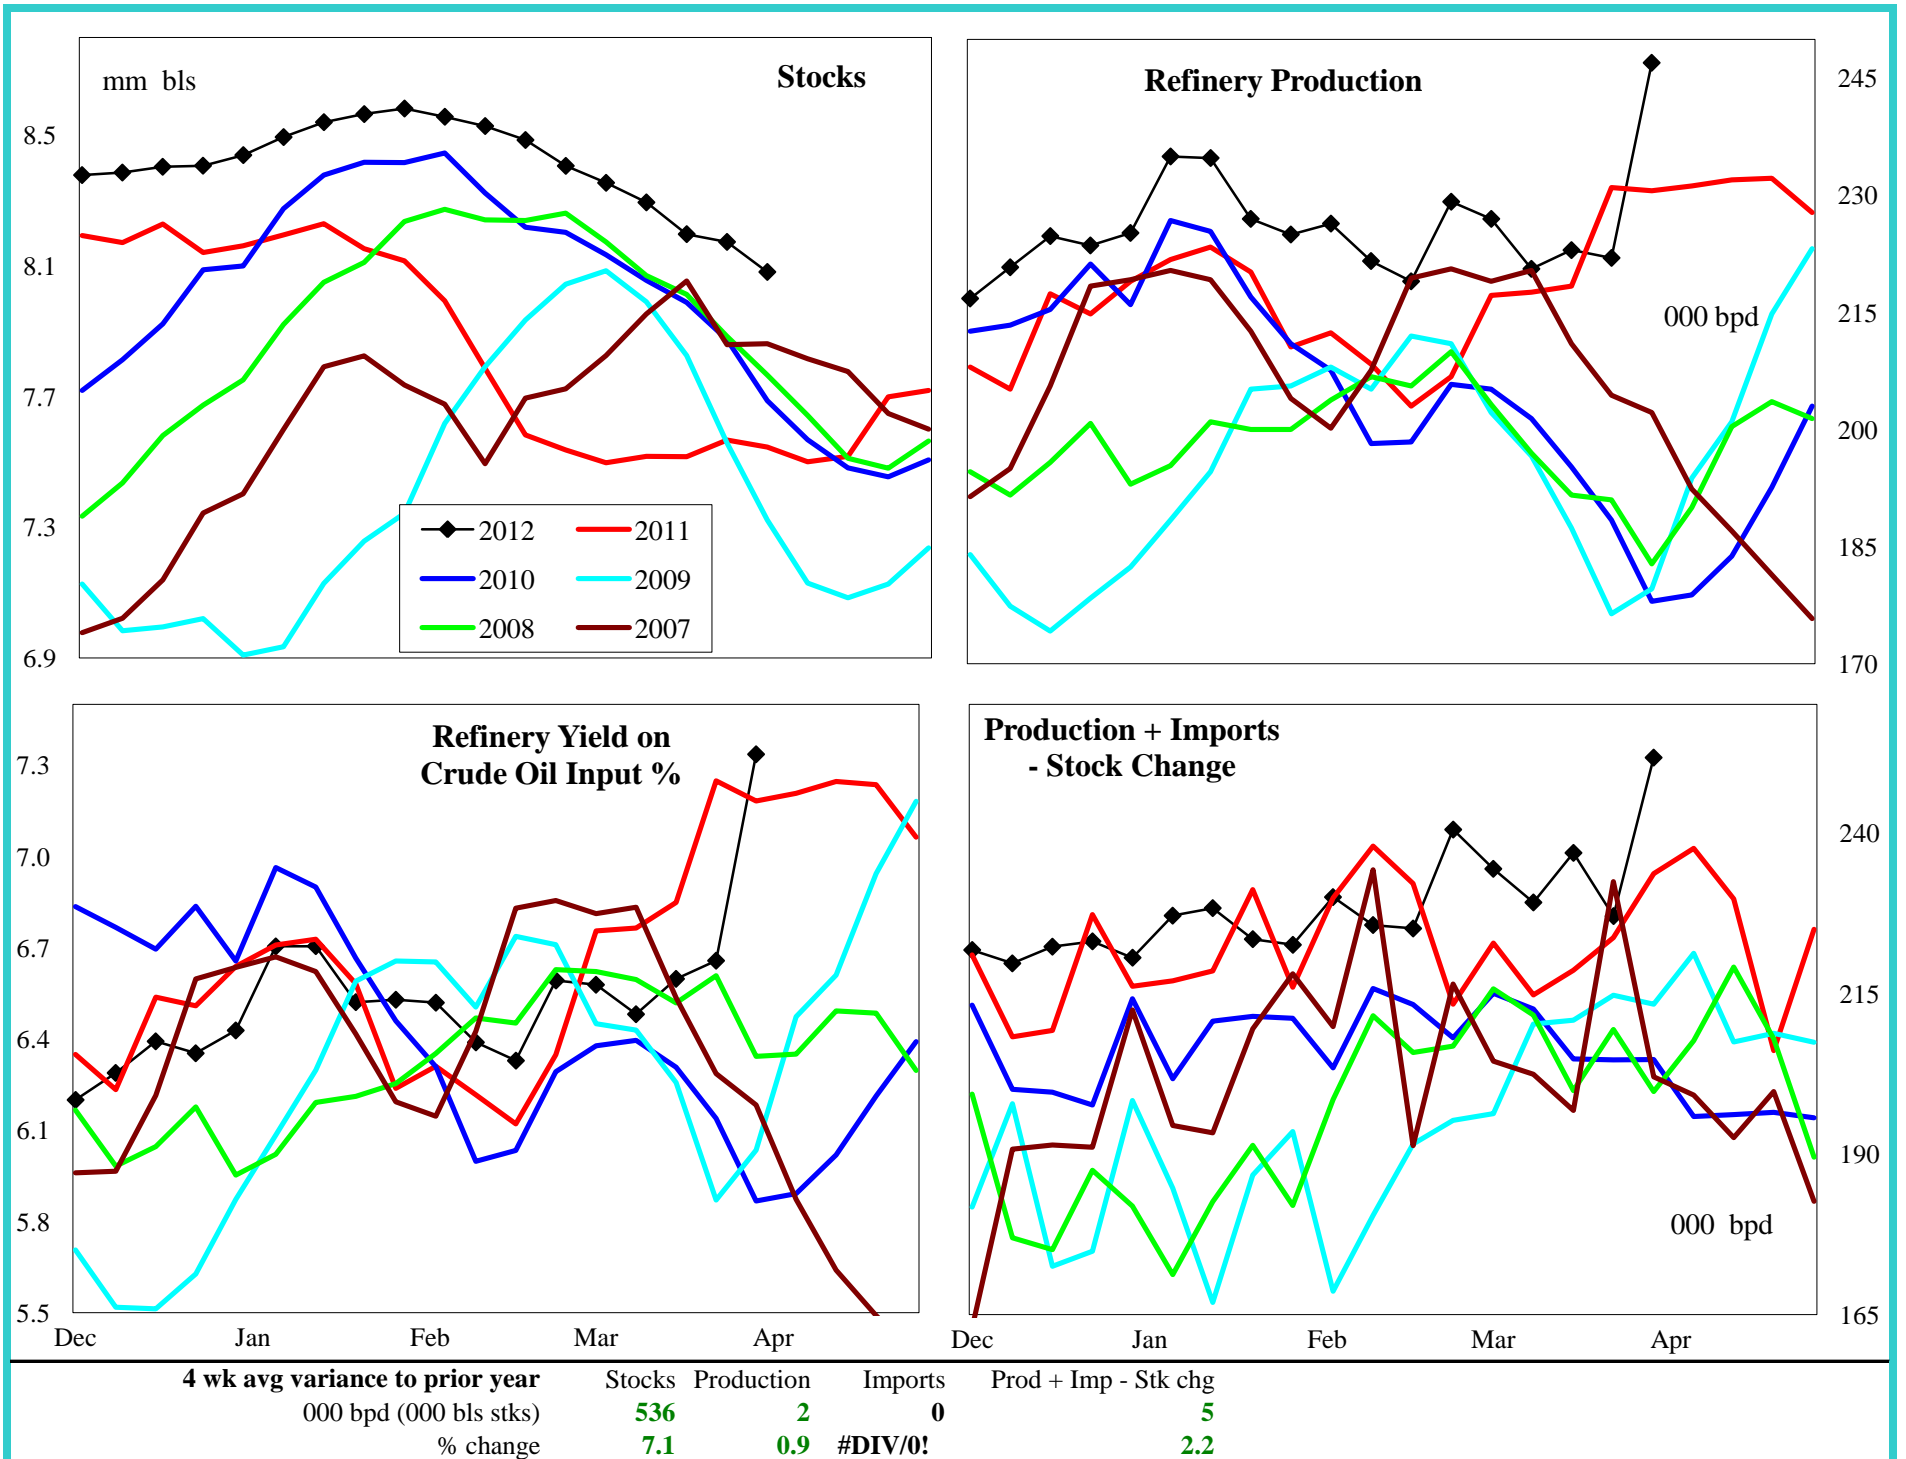 mm bls
Stocks
8.5
8.1
7.7
7.3
6.9
2012 2011
2010 2009
2008 2007
Refinery Production
000 bpd
245
230
215
200
185
170
Refinery Yield on
Crude Oil Input %
7.3
7.0
6.7
6.4
6.1
5.8
5.5
Dec Jan Feb Mar Apr
Production + Imports
- Stock Change
240
215
190
000 bpd
165
Dec Jan Feb Mar Apr
4 wk avg variance to prior year Stocks Production Imports Prod + Imp - Stk chg
000 bpd (000 bls stks) 536 2 0 5
% change 7.1 0.9 #DIV/0! 2.2